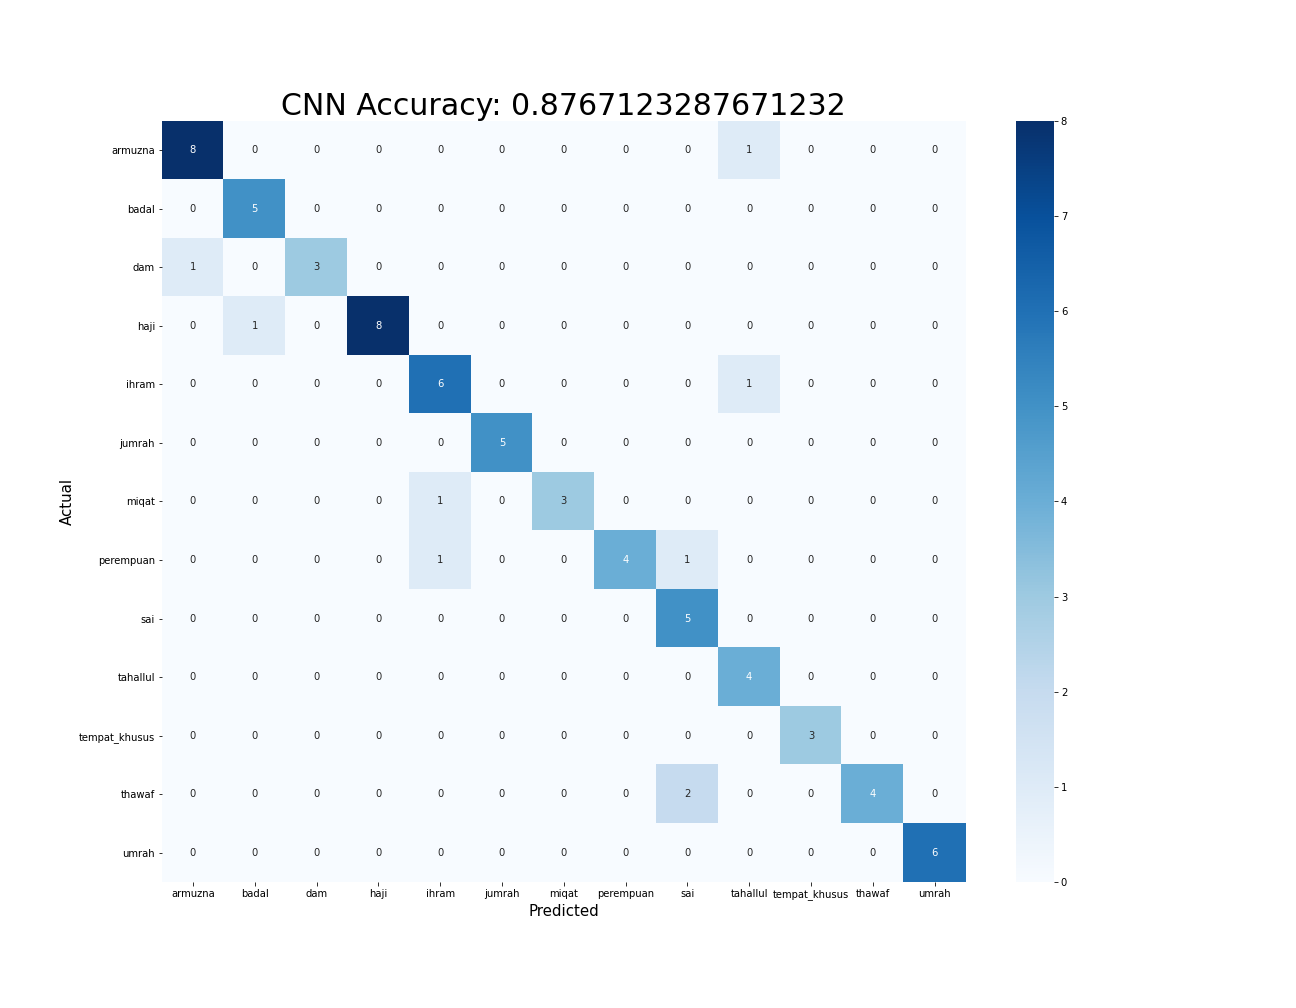 CNN Accuracy: 0.8767123287671232
armuzna 8 0 0 0 0 0 0 0 0 1 0 0 0
badal 0 5 0 0 0 0 0 0 0 0 0 0 0
dam 1 0 3 0 0 0 0 0 0 0 0 0 0
haji 0 1 0 8 0 0 0 0 0 0 0 0 0
ihram 0 0 0 0 6 0 0 0 0 1 0 0 0
jumrah 0 0 0 0 0 5 0 0 0 0 0 0 0
miqat 0 0 0 0 1 0 3 0 0 0 0 0 0
perempuan 0 0 0 0 1 0 0 4 1 0 0 0 0
sai 0 0 0 0 0 0 0 0 5 0 0 0 0
tahallul 0 0 0 0 0 0 0 0 0 4 0 0 0
tempat_khusus 0 0 0 0 0 0 0 0 0 0 3 0 0
thawaf 0 0 0 0 0 0 0 0 2 0 0 4 0
umrah 0 0 0 0 0 0 0 0 0 0 0 0 6
armuzna badal dam haji ihram jumrah miqat perempuan sai tahallul tempat_khusus thawaf umrah
Predicted
Actual
8
7
6
5
4
3
2
1
0